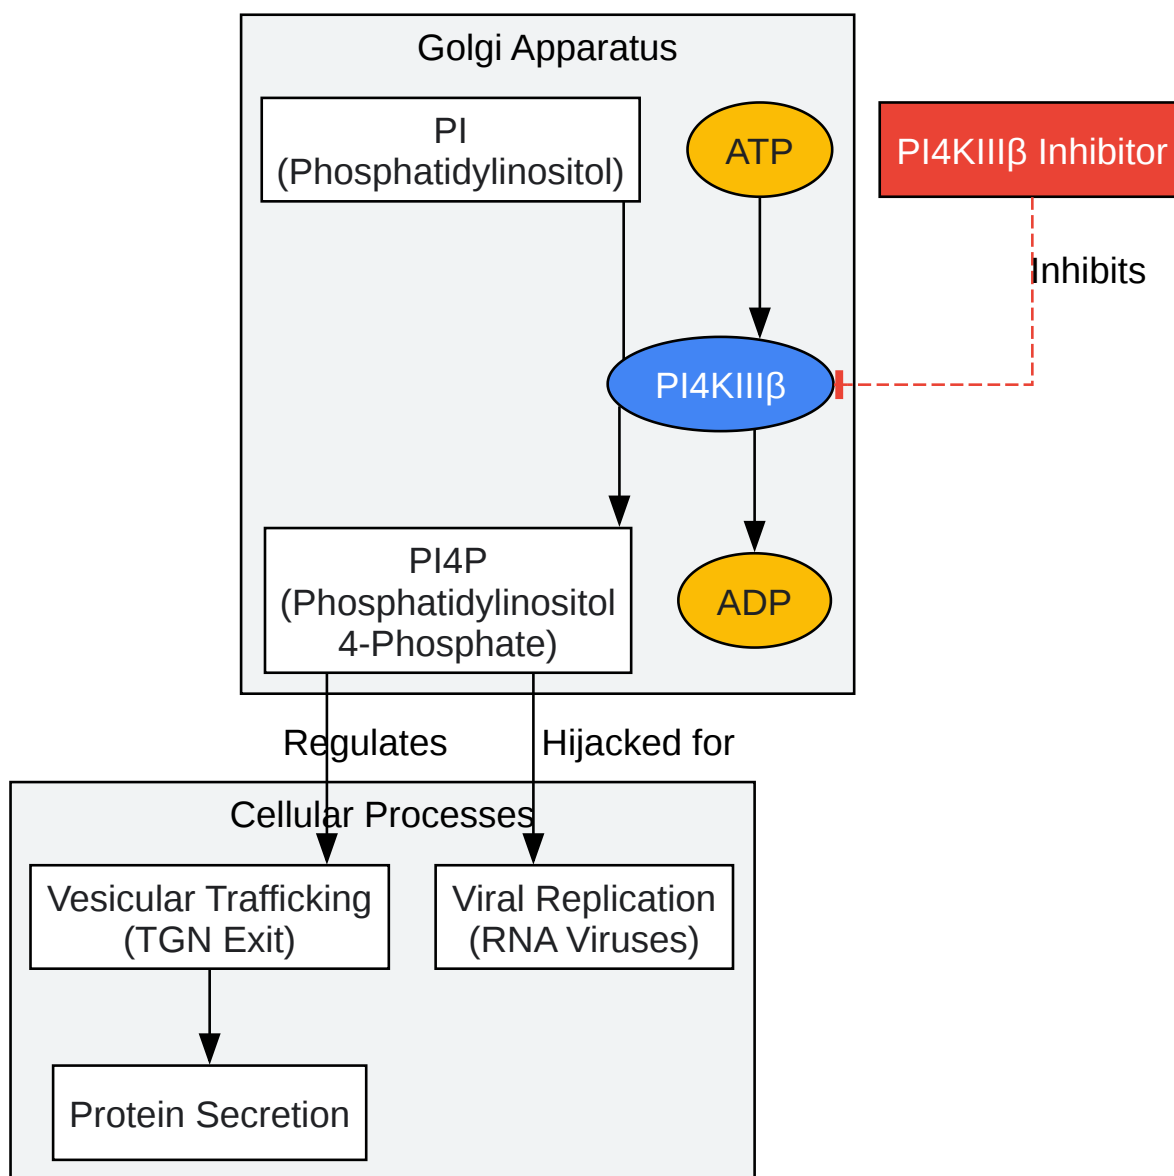 Golgi Apparatus
PI
(Phosphatidylinositol)
ATP
PI4KIIIβ Inhibitor
Inhibits
PI4KIIIβ
PI4P
(Phosphatidylinositol
4-Phosphate)
ADP
Regulates
Hijacked for
Cellular Processes
Vesicular Trafficking
(TGN Exit)
Viral Replication
(RNA Viruses)
Protein Secretion